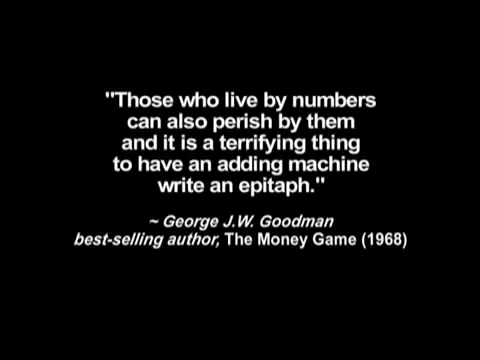 "Those who live by numbers
can also perish by them
and it is a terrifying thing
to have an adding machine
write an epitaph."
~ George J.W. Goodman
best-selling author, The Money Game (1968)